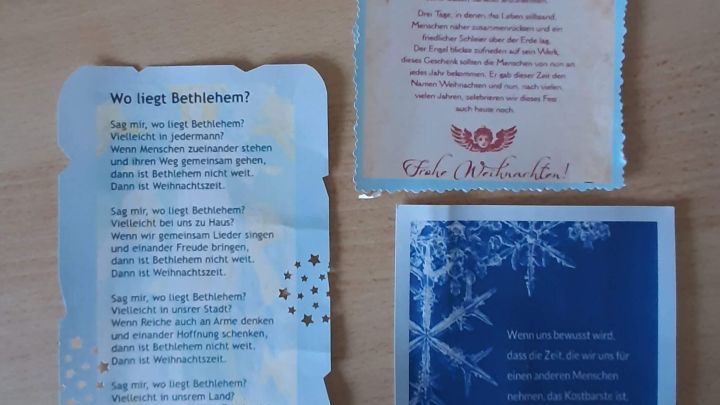 Wo liegt Bethlehem?
Sag mir, wo liegt Bethlehem?
Vielleicht in jedermann?
Wenn Menschen zueinander stehen
und ihren Weg gemeinsam gehen,
dann ist Bethlehem nicht weit.
Dann ist Weihnachtszeit.
Sag mir, wo liegt Bethlehem?
Vielleicht bei uns zu Haus?
Wenn wir gemeinsam Lieder singen
und einander Freude bringen,
dann ist Bethlehem nicht weit.
Dann ist Weihnachtszeit.
Sag mir, wo liegt Bethlehem?
Vielleicht in unsrer Stadt?
Wenn Reiche auch an Arme denken
und einander Hoffnung schenken,
dann ist Bethlehem nicht weit.
Dann ist Weihnachtszeit.
Sag mir, wo liegt Bethlehem?
Vielleicht in unsrem Land?
Drei Tage, in denen das Leben stillstand,
Menschen näher zusammenrückten und ein
friedlicher Schleier über der Erde lag.
Der Engel blickte zufrieden auf sein Werk,
dieses Geschenk sollten die Menschen von nun an
jedes Jahr bekommen. Er gab dieser Zeit den
Namen Weihnachten und nun, nach vielen,
vielen Jahren, zelebrieren wir dieses Fest
auch heute noch.
Frohe Weihnachten!
Wenn uns bewusst wird,
dass die Zeit, die wir uns für
einen anderen Menschen
nehmen, das Kostbarste ist,